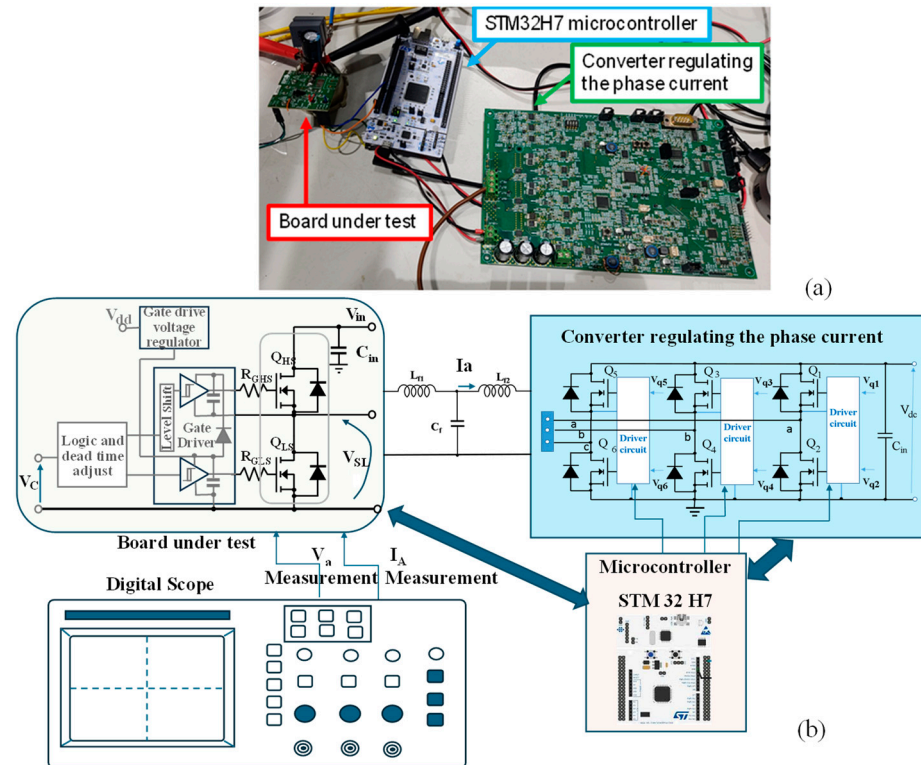 STM32H7 microcontroller
Converter regulating
the phase current
Board under test
(a)
Vdd
Gate drive
voltage
regulator
Vin
Cin
QHS
RGHS
Level Shift
Gate
Driver
Logic and
dead time
adjust
QLS
RGLS
VSL
VC
Board under test
Lf1
Ia
Lf2
Cf
Converter regulating the phase current
Q5
Q3
Q1
Vq5
Vq3
Vq1
a
b
c
b
a
Driver
circuit
Driver
circuit
Driver
circuit
Vdc
Cin
Q
6
Q4
Q2
Vq6
Vq4
Vq2
Va
Measurement
IA
Measurement
Digital Scope
Microcontroller
STM 32 H7
ST
(b)